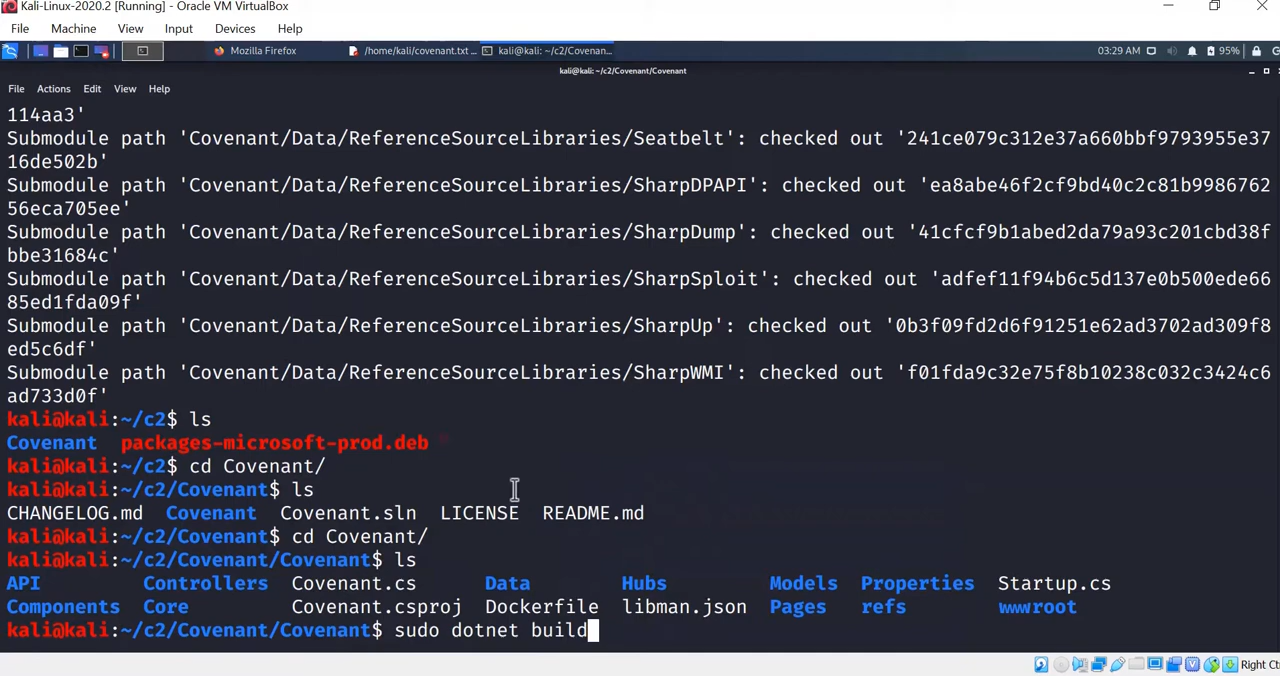 Kali-Linux-2020.2 [Running] - Oracle VM VirtualBox
File Machine View Input Devices Help
Mozilla Firefox /home/kali/covenant.txt ... kali@kali: ~/c2/Covenan... 03:29 AM 95%
kali@kali: ~/c2/Covenant/Covenant
File Actions Edit View Help
114aa3'
Submodule path 'Covenant/Data/ReferenceSourceLibraries/Seatbelt': checked out '241ce079c312e37a660bbf9793955e37
16de502b'
Submodule path 'Covenant/Data/ReferenceSourceLibraries/SharpDPAPI': checked out 'ea8abe46f2cf9bd40c2c81b9986762
56eca705ee'
Submodule path 'Covenant/Data/ReferenceSourceLibraries/SharpDump': checked out '41cfcf9b1abed2da79a93c201cbd38f
bbe31684c'
Submodule path 'Covenant/Data/ReferenceSourceLibraries/SharpSploit': checked out 'adfef11f94b6c5d137e0b500ede66
85ed1fda09f'
Submodule path 'Covenant/Data/ReferenceSourceLibraries/SharpUp': checked out '0b3f09fd2d6f91251e62ad3702ad309f8
ed5c6df'
Submodule path 'Covenant/Data/ReferenceSourceLibraries/SharpWMI': checked out 'f01fda9c32e75f8b10238c032c3424c6
ad733d0f'
kali@kali:~/c2$ ls
Covenant packages-microsoft-prod.deb
kali@kali:~/c2$ cd Covenant/
kali@kali:~/c2/Covenant$ ls
CHANGELOG.md Covenant Covenant.sln LICENSE README.md
kali@kali:~/c2/Covenant$ cd Covenant/
kali@kali:~/c2/Covenant/Covenant$ ls
API Controllers Covenant.cs Data Hubs Models Properties Startup.cs
Components Core Covenant.csproj Dockerfile libman.json Pages refs wwwroot
kali@kali:~/c2/Covenant/Covenant$ sudo dotnet build
Right Ct